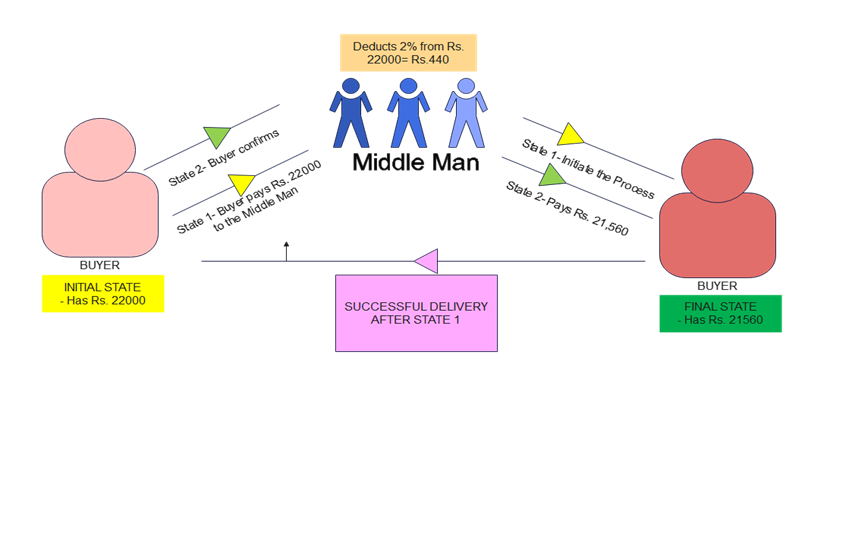 Deducts 2% from Rs.
22000= Rs.440
Middle Man
State 2- Buyer confirms
State 1- Buyer pays Rs. 22000
to the Middle Man
State 1-Initiate the Process
State 2-Pays Rs. 21,560
BUYER
INITIAL STATE
- Has Rs. 22000
SUCCESSFUL DELIVERY
AFTER STATE 1
BUYER
FINAL STATE
- Has Rs. 21560